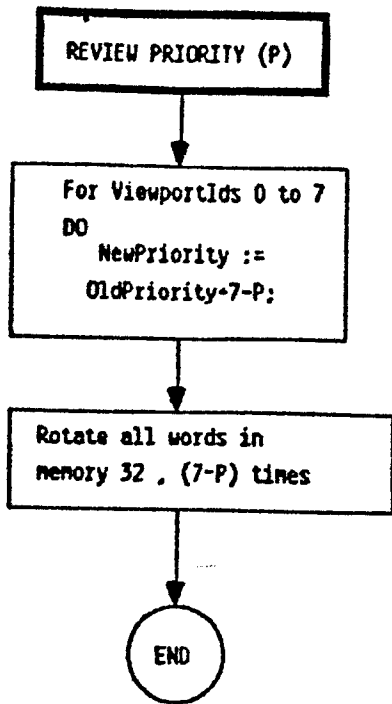 REVIEW PRIORITY (P)
For ViewportIds 0 to 7
DO
NewPriority :=
OldPriority+7-P;
Rotate all words in
memory 32 , (7-P) times
END